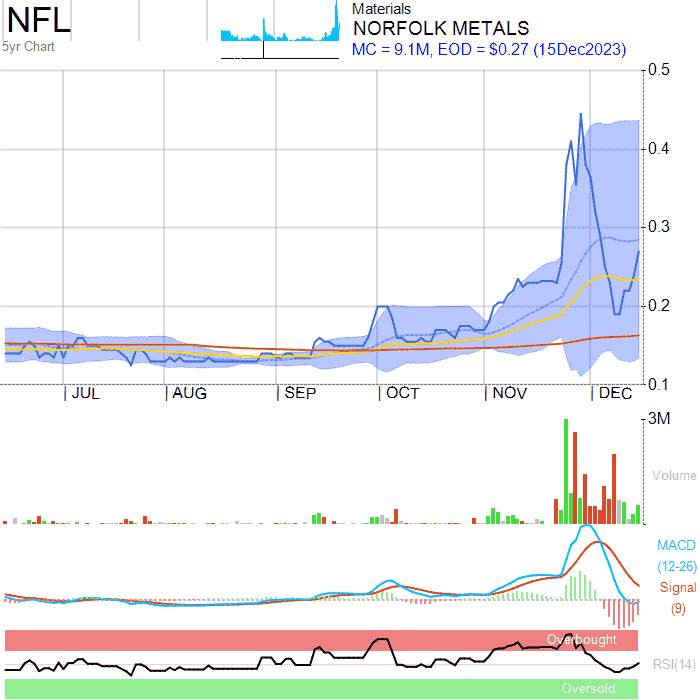 NFL
5yr Chart
Materials
NORFOLK METALS
MC = 9.1M, EOD = $0.27 (15Dec2023)
0.5
0.4
0.3
0.2
0.1
JUL AUG SEP OCT NOV DEC
3M
Volume
MACD
(12-26)
Signal
(9)
Overbought
RSI(14)
Oversold